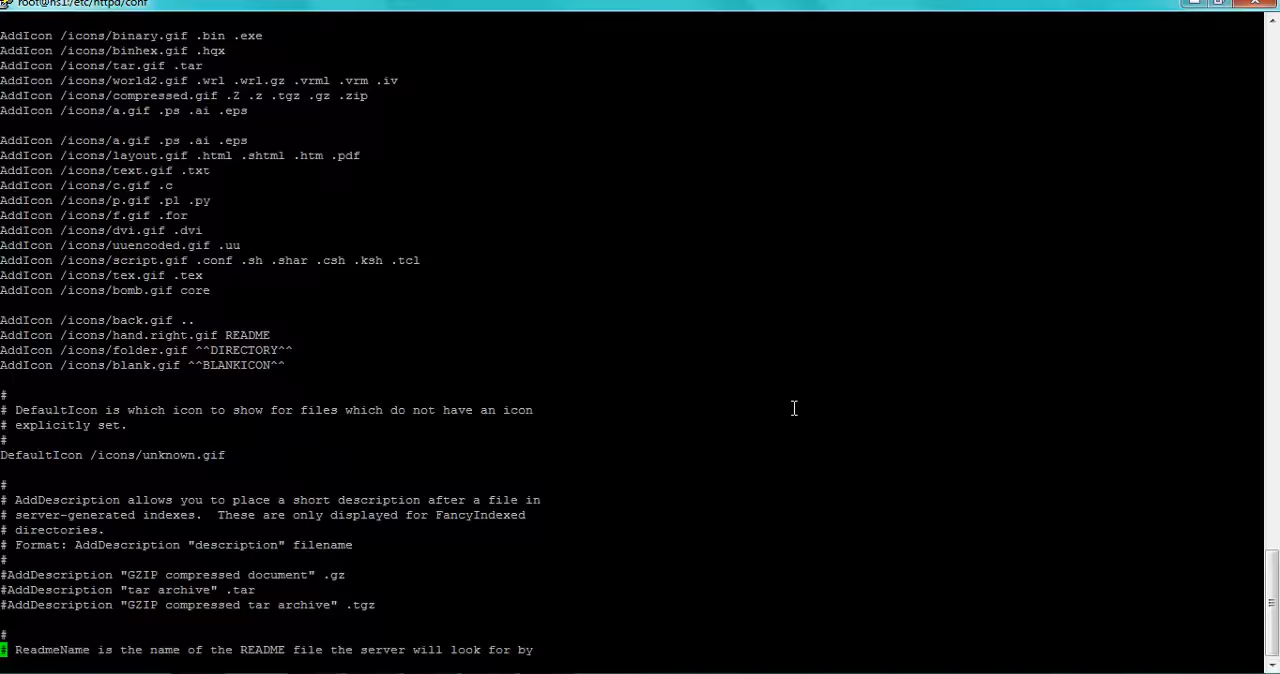 root@ns1:/etc/httpd/conf
AddIcon /icons/binary.gif .bin .exe
AddIcon /icons/binhex.gif .hqx
AddIcon /icons/tar.gif .tar
AddIcon /icons/world2.gif .wrl .wrl.gz .vrml .vrm .iv
AddIcon /icons/compressed.gif .Z .z .tgz .gz .zip
AddIcon /icons/a.gif .ps .ai .eps
AddIcon /icons/a.gif .ps .ai .eps
AddIcon /icons/layout.gif .html .shtml .htm .pdf
AddIcon /icons/text.gif .txt
AddIcon /icons/c.gif .c
AddIcon /icons/p.gif .pl .py
AddIcon /icons/f.gif .for
AddIcon /icons/dvi.gif .dvi
AddIcon /icons/uuencoded.gif .uu
AddIcon /icons/script.gif .conf .sh .shar .csh .ksh .tcl
AddIcon /icons/tex.gif .tex
AddIcon /icons/bomb.gif core
AddIcon /icons/back.gif ..
AddIcon /icons/hand.right.gif README
AddIcon /icons/folder.gif ^^DIRECTORY^^
AddIcon /icons/blank.gif ^^BLANKICON^^
#
# DefaultIcon is which icon to show for files which do not have an icon
# explicitly set.
#
DefaultIcon /icons/unknown.gif
#
# AddDescription allows you to place a short description after a file in
# server-generated indexes.  These are only displayed for FancyIndexed
# directories.
# Format: AddDescription "description" filename
#
#AddDescription "GZIP compressed document" .gz
#AddDescription "tar archive" .tar
#AddDescription "GZIP compressed tar archive" .tgz
#
# ReadmeName is the name of the README file the server will look for by